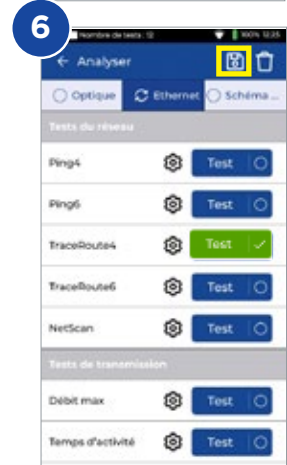 6
Nombre de tests: 12 100% 12:25
← Analyser
Optique Ethernet Schéma ...
Tests du réseau
Ping4 Test
Ping6 Test
TraceRoute4 Test
TraceRoute6 Test
NetScan Test
Tests de transmission
Débit max Test
Temps d'activité Test